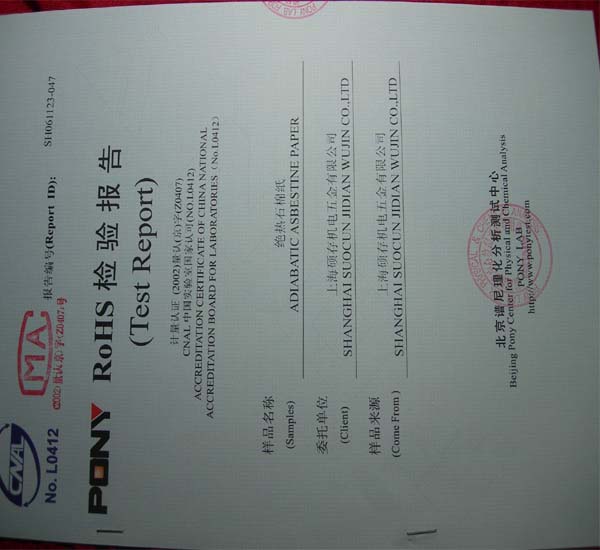 CNAL
No. L0412
MA
(2002)量认(京)字(Z0407)号
报告编号(Report ID): SH061123-047
PONY RoHS 检验报告
(Test Report)
计量认证 (2002)量认(京)字(Z0407)
CNAL 中国实验室国家认可(NO.L0412)
ACCREDITATION CERTIFICATE OF CHINA NATIONAL
ACCREDITATION BOARD FOR LABORATORIES (No.L0412)
样品名称 绝热石棉纸
(Samples) ADIABATIC ASBESTINE PAPER
委托单位 上海硕存机电五金有限公司
(Client) SHANGHAI SUOCUN JIDIAN WUJIN CO.,LTD
样品来源 上海硕存机电五金有限公司
(Come From) SHANGHAI SUOCUN JIDIAN WUJIN CO.,LTD
北京谱尼理化分析测试中心
Beijing Pony Center for Physical and Chemical Analysis
PONY LAB
http://www.ponytest.com